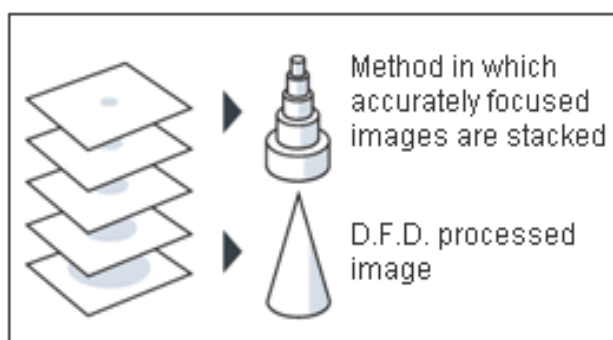 Method in which
accurately focused
images are stacked
D.F.D. processed
image